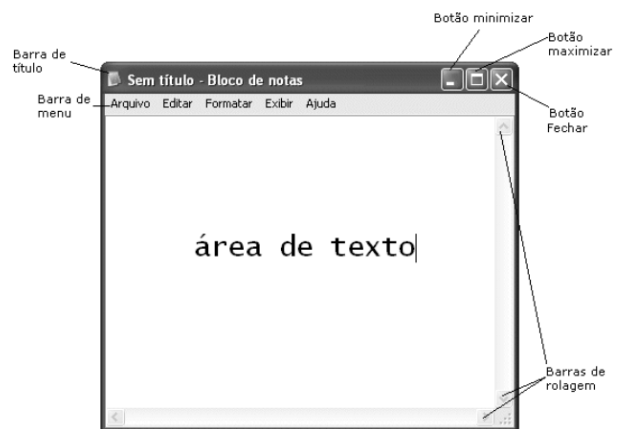 Botão minimizar
Botão
maximizar
Barra de
título
Sem título - Bloco de notas
Barra de
menu
Arquivo Editar Formatar Exibir Ajuda
Botão
Fechar
área de texto
Barras de
rolagem